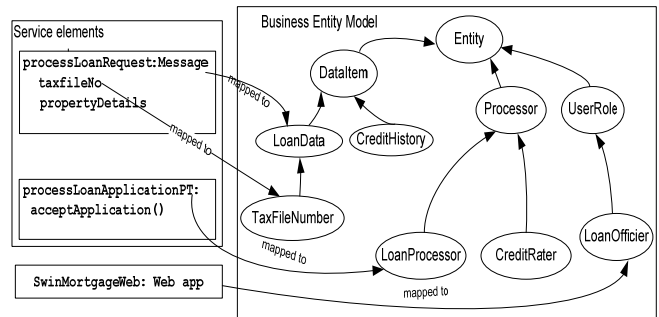 Service elements
processLoanRequest:Message
taxfileNo
propertyDetails
processLoanApplicationPT:
acceptApplication()
SwinMortgageWeb: Web app
mapped to
mapped to
mapped to
mapped to
Business Entity Model
Entity
DataItem
Processor
UserRole
LoanData
CreditHistory
TaxFileNumber
LoanProcessor
CreditRater
LoanOfficier